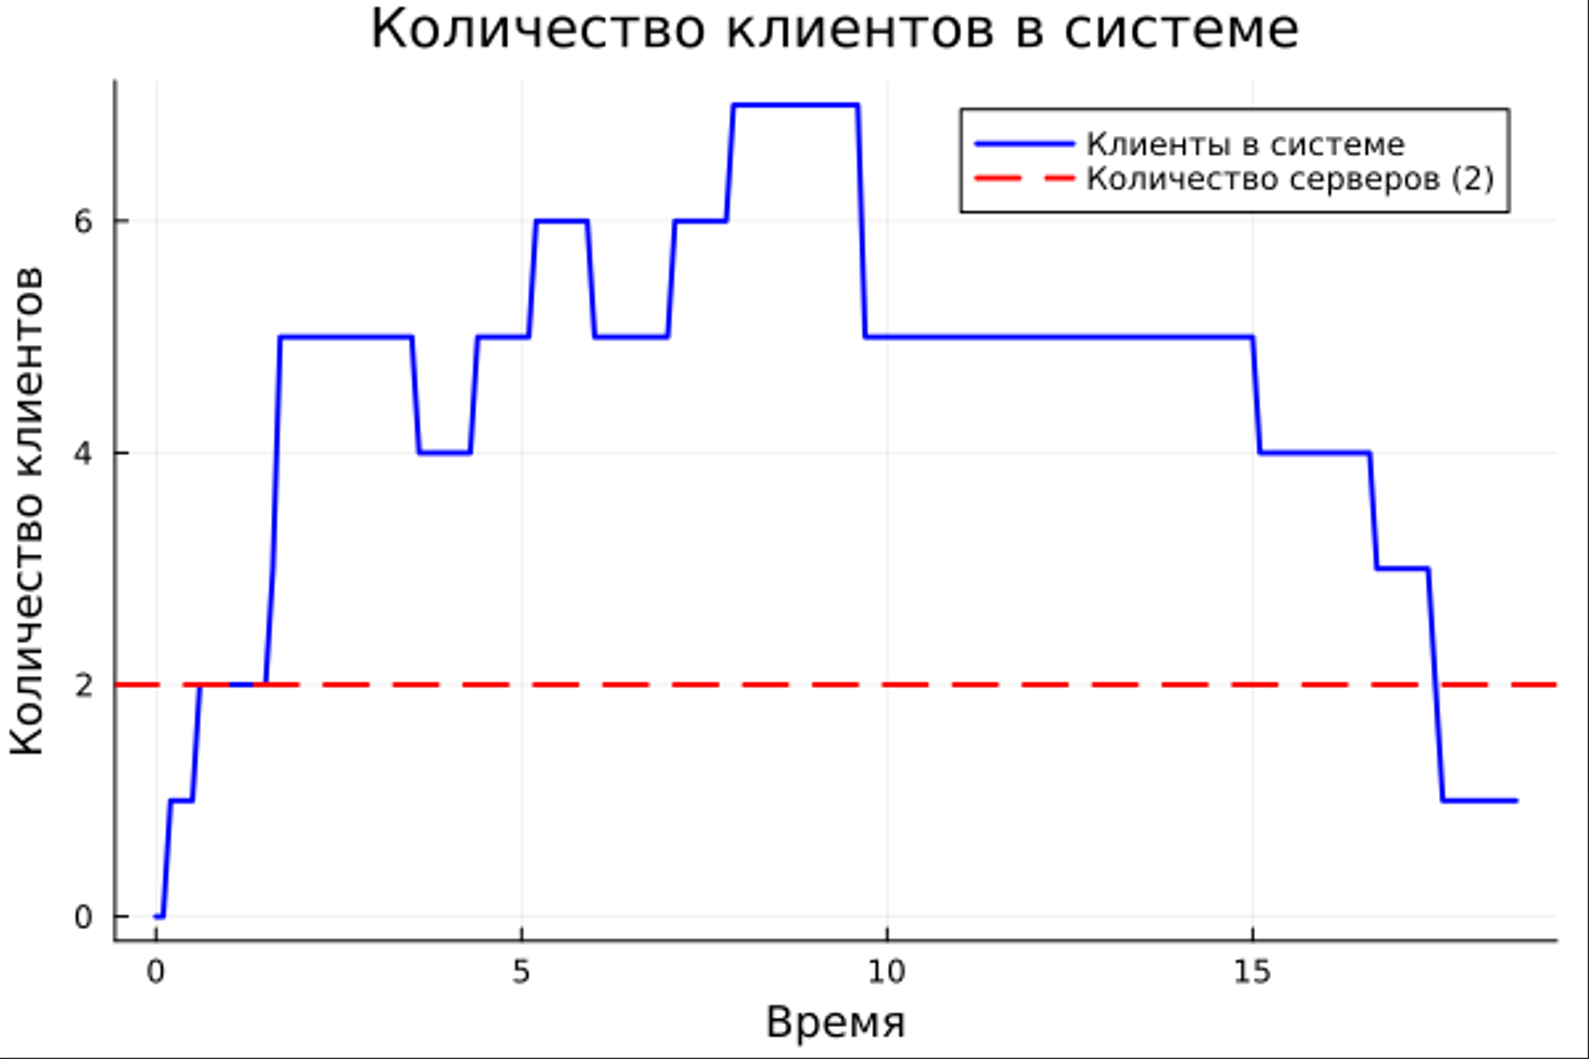 Количество клиентов в системе
Клиенты в системе
Количество серверов (2)
Количество клиентов
6
4
2
0
0 5 10 15
Время